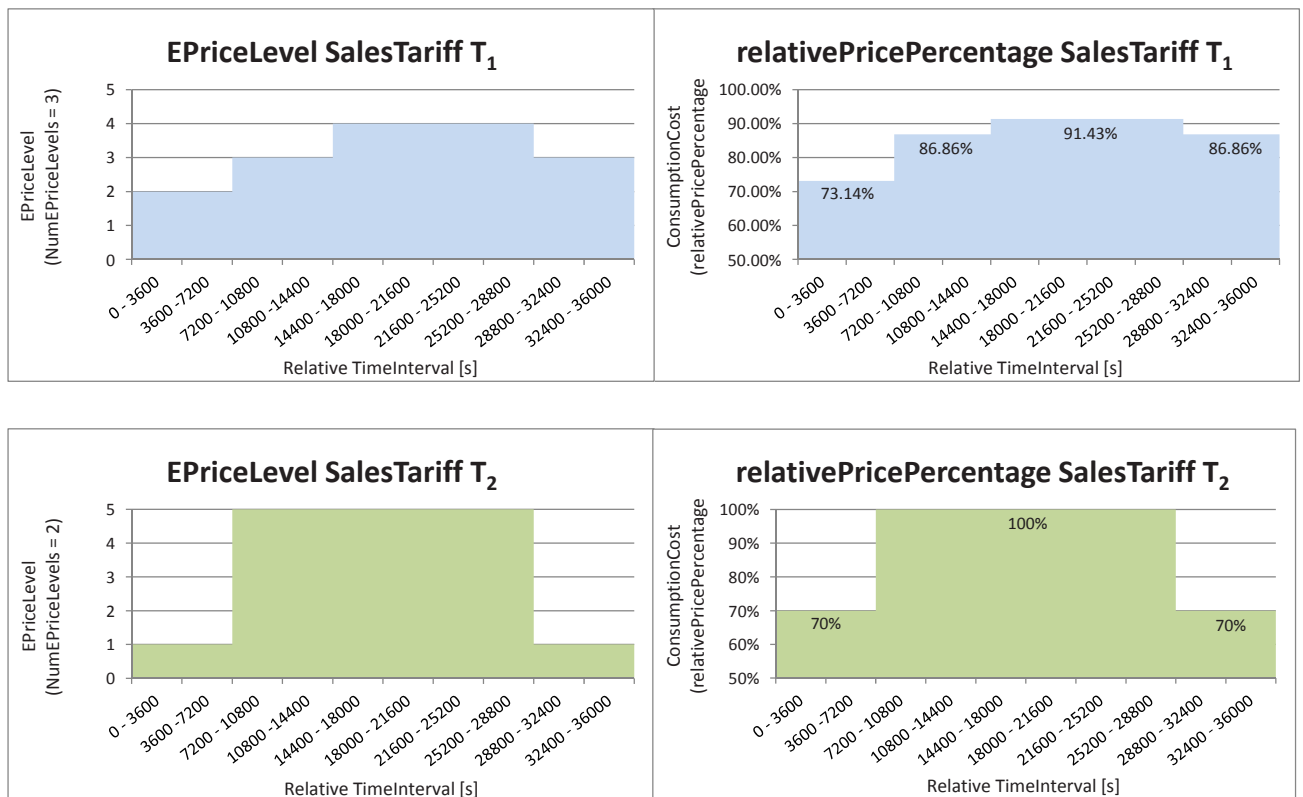 EPriceLevel SalesTariff T1
EPriceLevel
(NumEPriceLevels = 3)
5
4
3
2
1
0
0 - 3600
3600 -7200
7200 - 10800
10800 -14400
14400 - 18000
18000 - 21600
21600 - 25200
25200 - 28800
28800 - 32400
32400 - 36000
Relative TimeInterval [s]
relativePricePercentage SalesTariff T1
ConsumptionCost
(relativePricePercentage
100.00%
90.00%
80.00%
70.00%
60.00%
50.00%
73.14%
86.86%
91.43%
86.86%
0 - 3600
3600 -7200
7200 - 10800
10800 -14400
14400 - 18000
18000 - 21600
21600 - 25200
25200 - 28800
28800 - 32400
32400 - 36000
Relative TimeInterval [s]
EPriceLevel SalesTariff T2
EPriceLevel
(NumEPriceLevels = 2)
5
4
3
2
1
0
0 - 3600
3600 -7200
7200 - 10800
10800 -14400
14400 - 18000
18000 - 21600
21600 - 25200
25200 - 28800
28800 - 32400
32400 - 36000
Relative TimeInterval [s]
relativePricePercentage SalesTariff T2
ConsumptionCost
(relativePricePercentage
100%
90%
80%
70%
60%
50%
70%
100%
70%
0 - 3600
3600 -7200
7200 - 10800
10800 -14400
14400 - 18000
18000 - 21600
21600 - 25200
25200 - 28800
28800 - 32400
32400 - 36000
Relative TimeInterval [s]